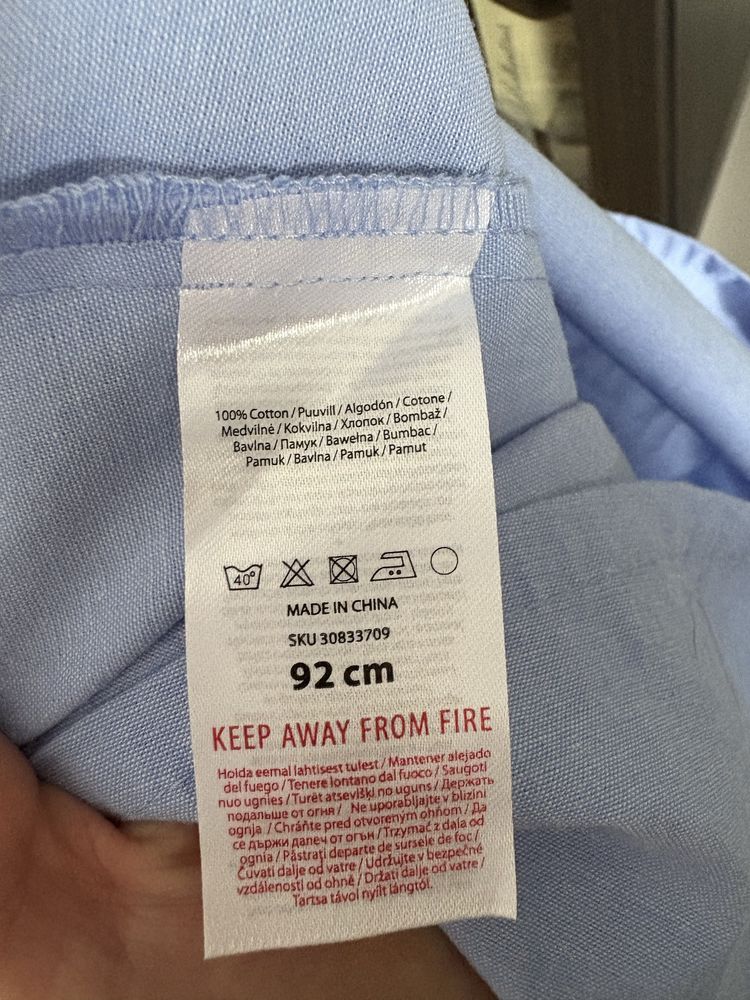 100% Cotton / Puuvill / Algodón / Cotone /
Medvilnė / Kokvilna / Хлопок / Bombaž /
Bavlna / Памук / Bawełna / Bumbac /
Pamuk / Bavlna / Pamuk / Pamut
40°
MADE IN CHINA
SKU 30833709
92 cm
KEEP AWAY FROM FIRE
Hoida eemal lahtisest tulest / Mantener alejado
del fuego / Tenere lontano dal fuoco / Saugoti
nuo ugnies / Turēt atsevišķi no uguns / Держать
подальше от огня / Ne uporabljajte v bližini
ognja / Chráňte pred otvoreným ohňom / Да
се държи далеч от огън / Trzymać z dala od
ognia / Păstrați departe de sursele de foc /
Čuvati dalje od vatre / Udržujte v bezpečné
vzdálenosti od ohně / Držati dalje od vatre /
Tartsa távol nyílt lángtól.